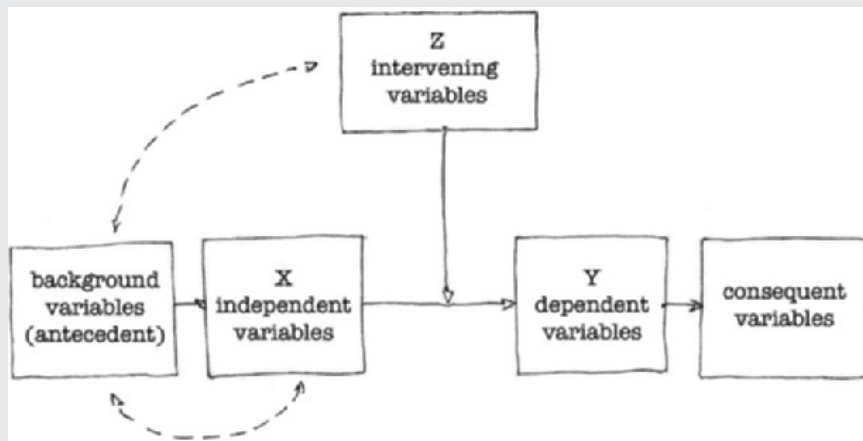 Z
intervening
variables
background
variables
(antecedent)
X
independent
variables
Y
dependent
variables
consequent
variables